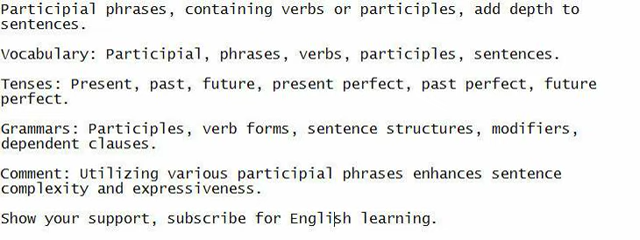 Participial phrases, containing verbs or participles, add depth to
sentences.
Vocabulary: Participial, phrases, verbs, participles, sentences.
Tenses: Present, past, future, present perfect, past perfect, future
perfect.
Grammars: Participles, verb forms, sentence structures, modifiers,
dependent clauses.
Comment: Utilizing various participial phrases enhances sentence
complexity and expressiveness.
Show your support, subscribe for English learning.